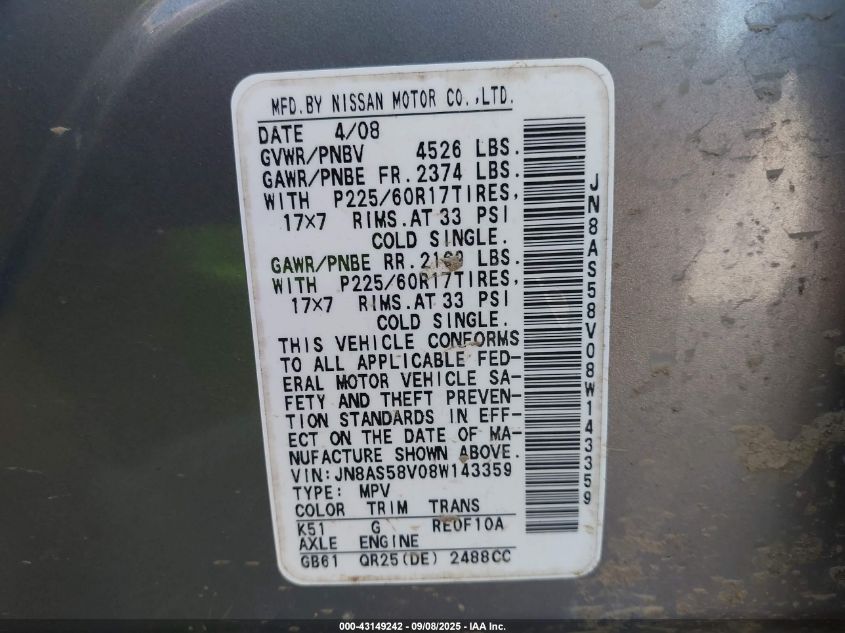 MFD.BY NISSAN MOTOR CO.,LTD.
DATE 4/08
GVWR/PNBV 4526 LBS.
GAWR/PNBE FR. 2374 LBS.
WITH P225/60R17TIRES,
17X7 RIMS.AT 33 PSI
COLD SINGLE.
GAWR/PNBE RR. LBS.
WITH P225/60R17TIRES,
17X7 RIMS.AT 33 PSI
COLD SINGLE.
THIS VEHICLE CONFORMS
TO ALL APPLICABLE FED-
ERAL MOTOR VEHICLE SA-
FETY AND THEFT PREVEN-
TION STANDARDS IN EFF-
ECT ON THE DATE OF MA-
NUFACTURE SHOWN ABOVE.
VIN:JN8AS58V08W143359
TYPE: MPV
COLOR TRIM TRANS
K51 G RE0F10A
AXLE ENGINE
GB61 QR25(DE) 2488CC
JN8AS58V08W143359
000-43149242 - 09/08/2025 - IAA Inc.